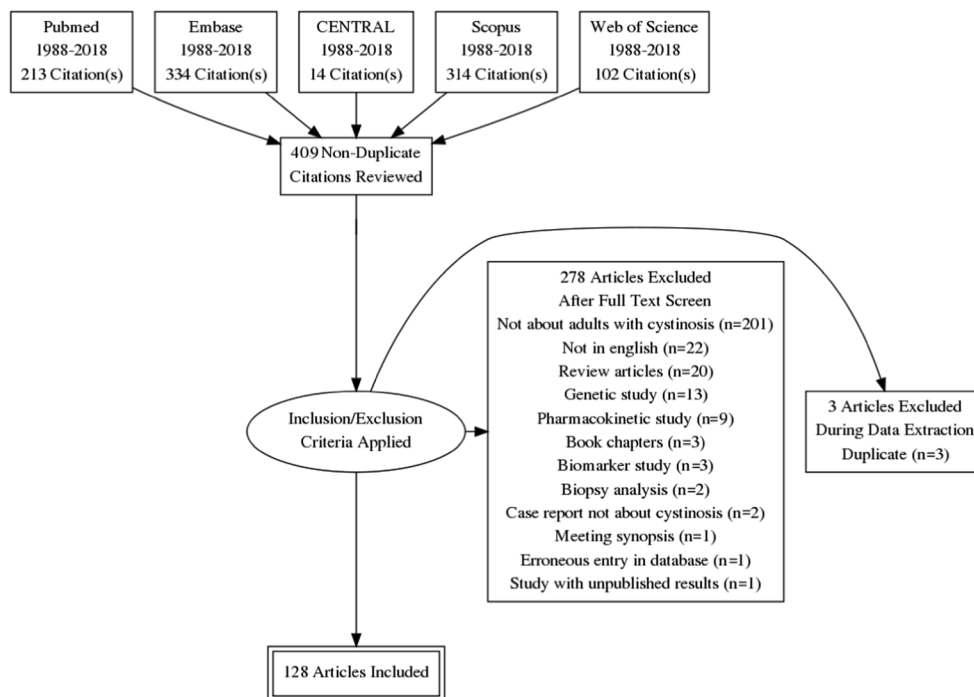 Pubmed
1988-2018
213 Citation(s)
Embase
1988-2018
334 Citation(s)
CENTRAL
1988-2018
14 Citation(s)
Scopus
1988-2018
314 Citation(s)
Web of Science
1988-2018
102 Citation(s)
409 Non-Duplicate
Citations Reviewed
Inclusion/Exclusion
Criteria Applied
278 Articles Excluded
After Full Text Screen
Not about adults with cystinosis (n=201)
Not in english (n=22)
Review articles (n=20)
Genetic study (n=13)
Pharmacokinetic study (n=9)
Book chapters (n=3)
Biomarker study (n=3)
Biopsy analysis (n=2)
Case report not about cystinosis (n=2)
Meeting synopsis (n=1)
Erroneous entry in database (n=1)
Study with unpublished results (n=1)
3 Articles Excluded
During Data Extraction
Duplicate (n=3)
128 Articles Included